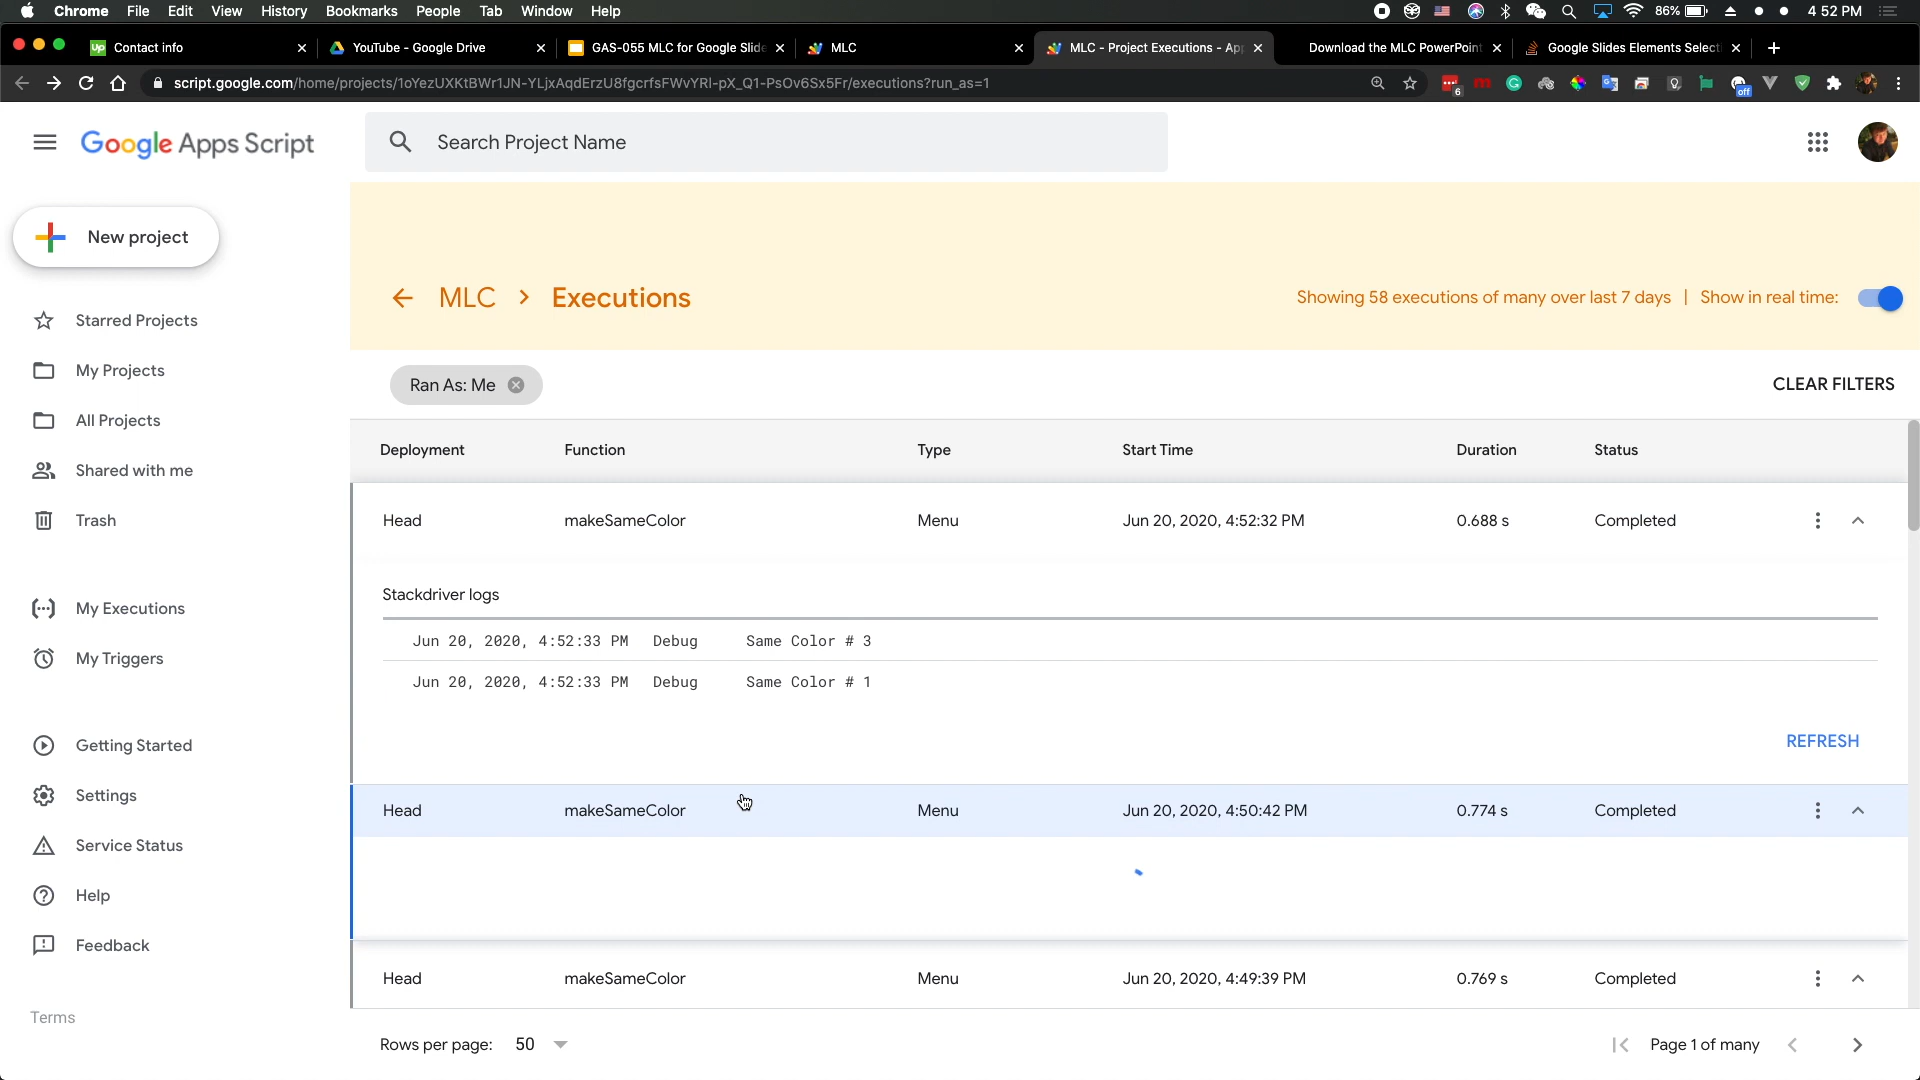 Chrome File Edit View History Bookmarks People Tab Window Help 86% 4 52 PM
Up Contact info YouTube - Google Drive GAS-055 MLC for Google Slide MLC MLC - Project Executions - Ap Download the MLC PowerPoint Google Slides Elements Select
script.google.com/home/projects/1oYezUXKtBWr1JN-YLjxAqdErzU8fgcrfsFWvYRI-pX_Q1-PsOv6Sx5Fr/executions?run_as=1 6 off
Google Apps Script Search Project Name
New project
Starred Projects
My Projects
All Projects
Shared with me
Trash
My Executions
My Triggers
Getting Started
Settings
Service Status
Help
Feedback
Terms
MLC > Executions Showing 58 executions of many over last 7 days | Show in real time:
Ran As: Me CLEAR FILTERS
Deployment Function Type Start Time Duration Status
Head makeSameColor Menu Jun 20, 2020, 4:52:32 PM 0.688 s Completed
Stackdriver logs
Jun 20, 2020, 4:52:33 PM Debug Same Color # 3
Jun 20, 2020, 4:52:33 PM Debug Same Color # 1
REFRESH
Head makeSameColor Menu Jun 20, 2020, 4:50:42 PM 0.774 s Completed
Head makeSameColor Menu Jun 20, 2020, 4:49:39 PM 0.769 s Completed
Rows per page: 50 Page 1 of many